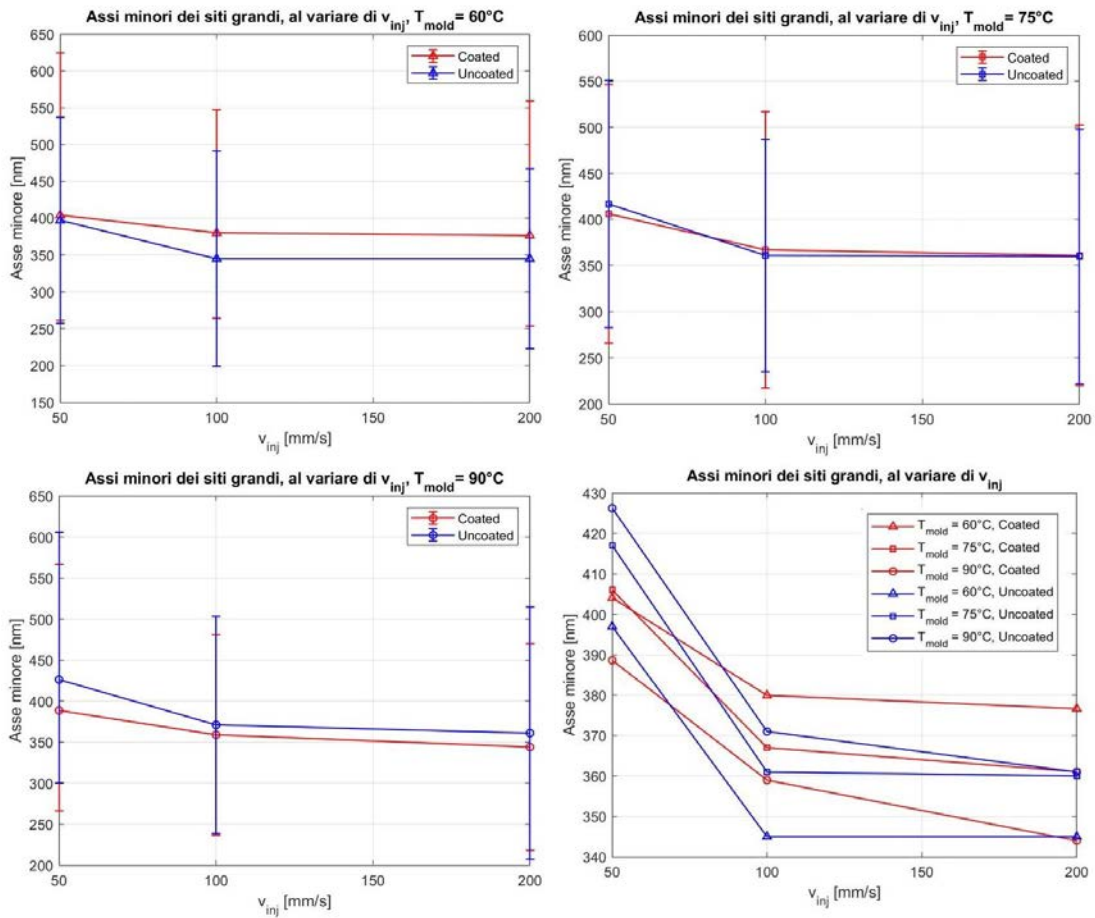 Assi minori dei siti grandi, al variare di v_inj, T_mold = 60°C
650
600
550
500
450
400
350
300
250
200
150
Asse minore [nm]
Coated
Uncoated
50 100 150 200
v_inj [mm/s]
Assi minori dei siti grandi, al variare di v_inj, T_mold = 75°C
600
550
500
450
400
350
300
250
200
Asse minore [nm]
Coated
Uncoated
50 100 150 200
v_inj [mm/s]
Assi minori dei siti grandi, al variare di v_inj, T_mold = 90°C
650
600
550
500
450
400
350
300
250
200
Asse minore [nm]
Coated
Uncoated
50 100 150 200
v_inj [mm/s]
Assi minori dei siti grandi, al variare di v_inj
430
420
410
400
390
380
370
360
350
340
Asse minore [nm]
T_mold = 60°C, Coated
T_mold = 75°C, Coated
T_mold = 90°C, Coated
T_mold = 60°C, Uncoated
T_mold = 75°C, Uncoated
T_mold = 90°C, Uncoated
50 100 150 200
v_inj [mm/s]